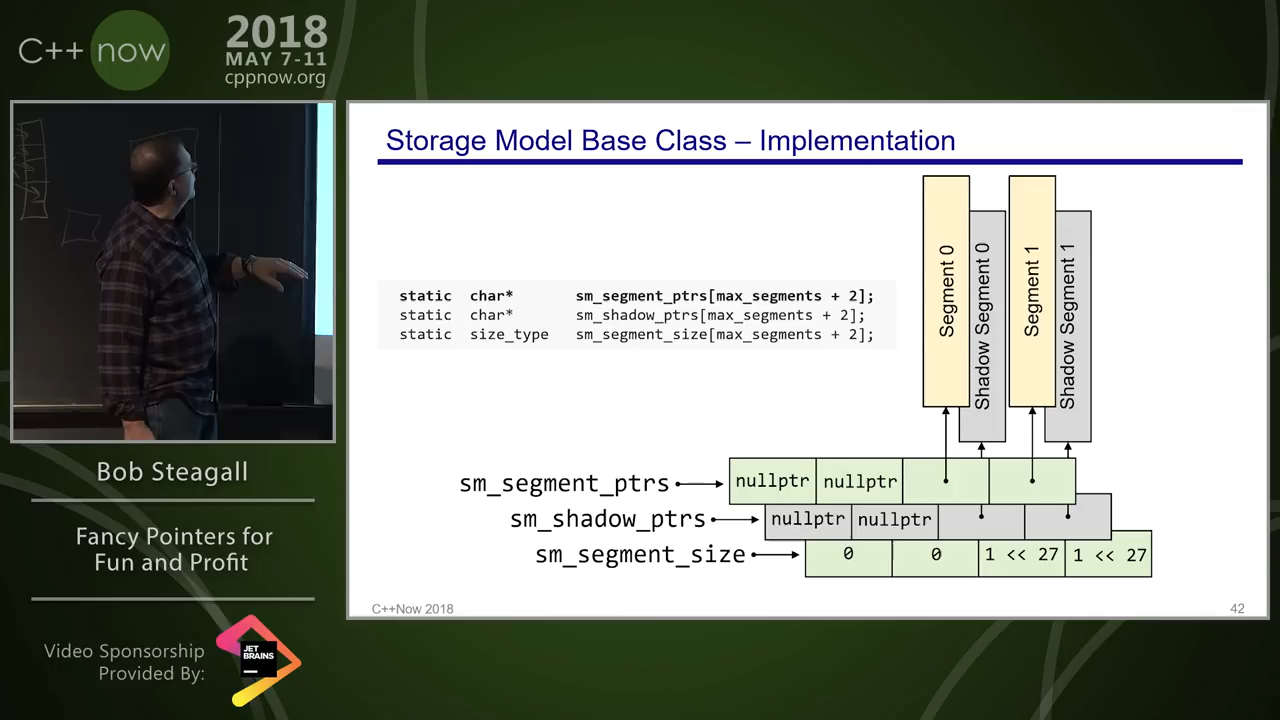 C++ now
2018
MAY 7-11
cppnow.org
Storage Model Base Class – Implementation
static char* sm_segment_ptrs[max_segments + 2];
static char* sm_shadow_ptrs[max_segments + 2];
static size_type sm_segment_size[max_segments + 2];
Segment 0
Shadow Segment 0
Segment 1
Shadow Segment 1
sm_segment_ptrs nullptr nullptr
sm_shadow_ptrs nullptr nullptr
sm_segment_size 0 0 1 << 27 1 << 27
C++Now 2018
42
Bob Steagall
Fancy Pointers for
Fun and Profit
Video Sponsorship
Provided By:
JET
BRAINS